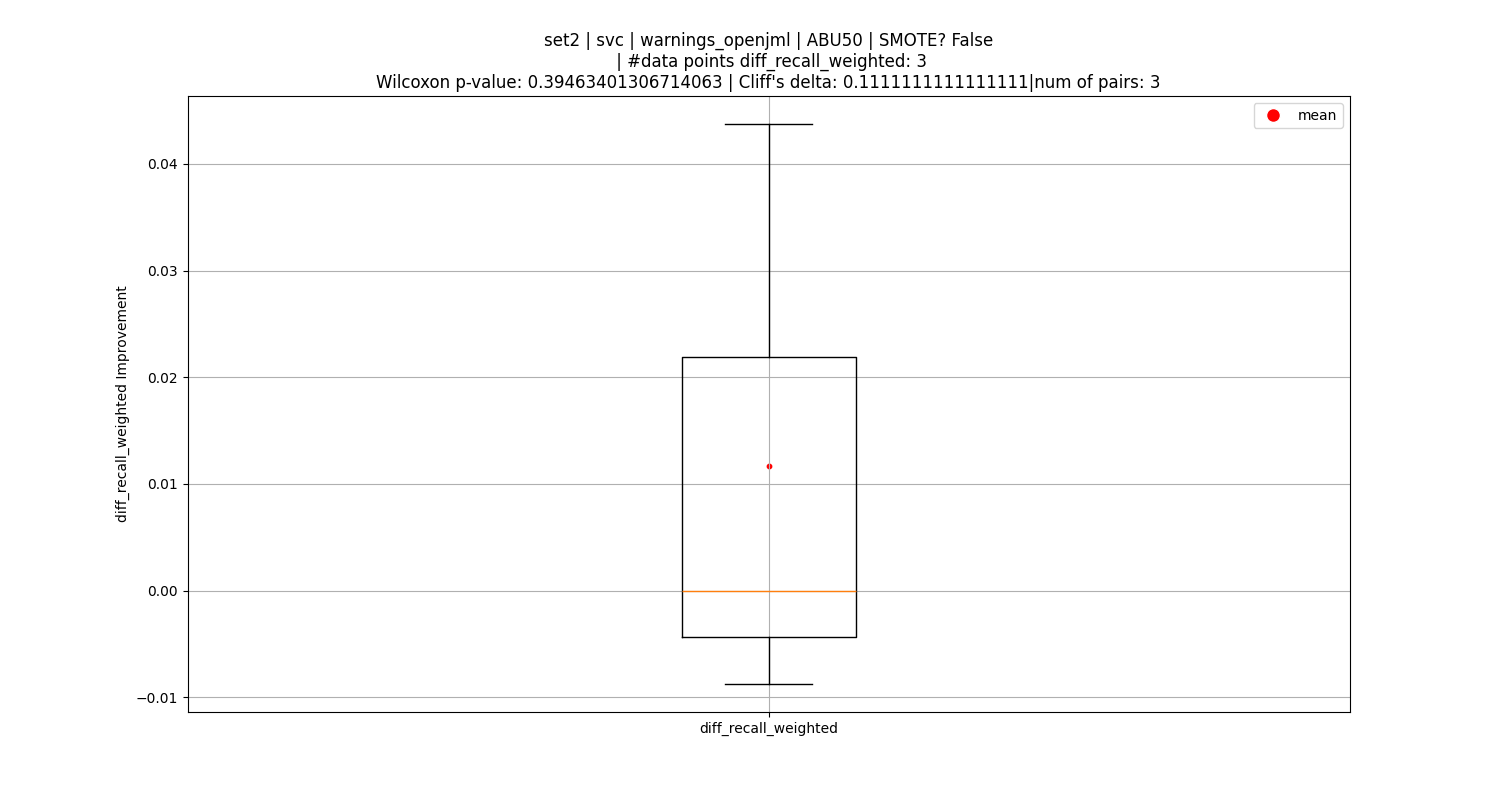 set2 | svc | warnings_openjml | ABU50 | SMOTE? False
| #data points diff_recall_weighted: 3
Wilcoxon p-value: 0.39463401306714063 | Cliff's delta: 0.1111111111111111|num of pairs: 3
mean
0.04
0.03
0.02
0.01
0.00
−0.01
diff_recall_weighted Improvement
diff_recall_weighted